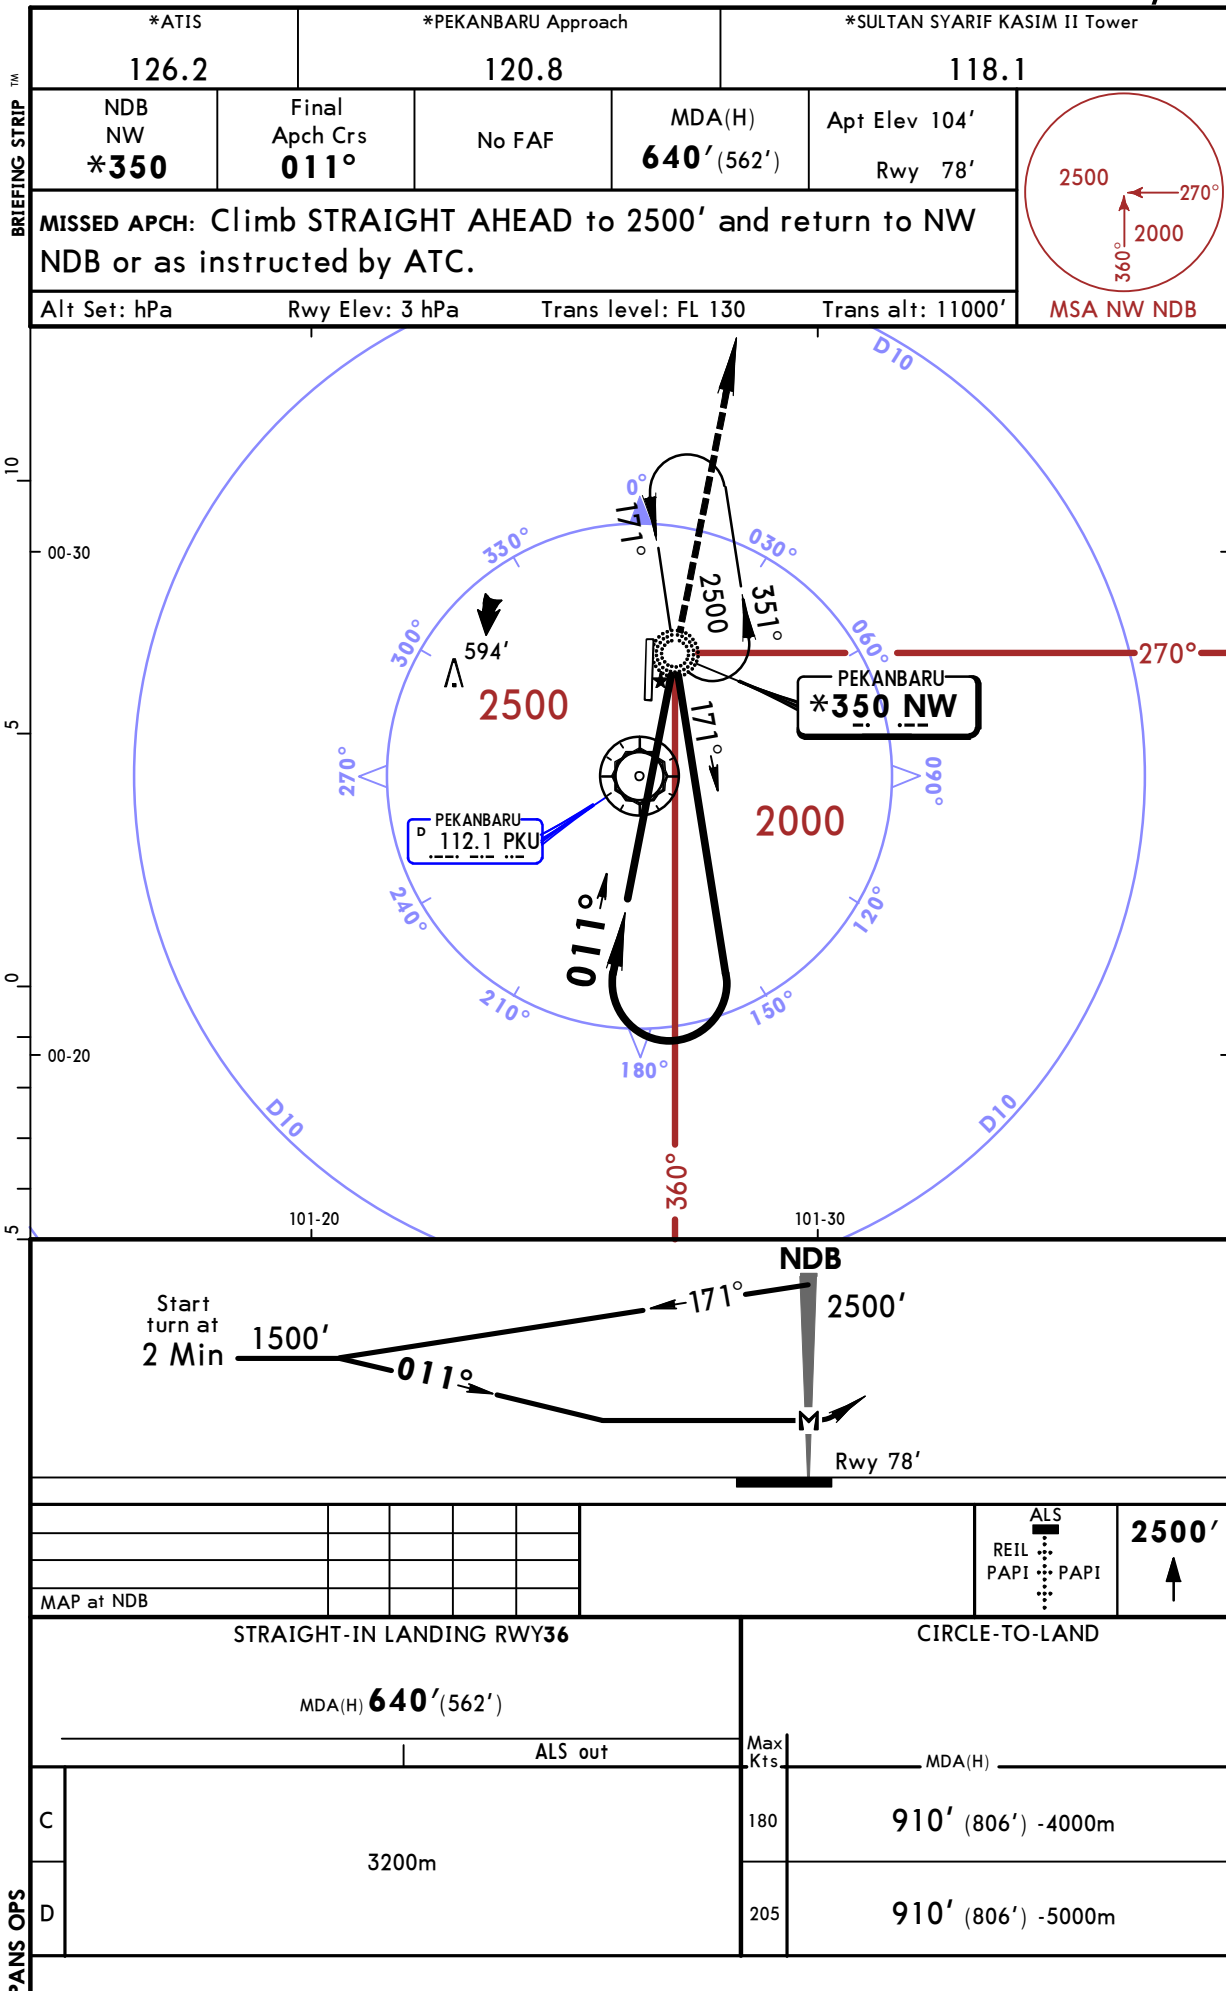 *ATIS
126.2
*PEKANBARU Approach
120.8
*SULTAN SYARIF KASIM II Tower
118.1
BRIEFING STRIP TM
NDB
NW
*350
Final
Apch Crs
011°
No FAF
MDA(H)
640' (562')
Apt Elev 104'
Rwy 78'
2500
270°
360°
2000
MSA NW NDB
MISSED APCH: Climb STRAIGHT AHEAD to 2500' and return to NW
NDB or as instructed by ATC.
Alt Set: hPa Rwy Elev: 3 hPa Trans level: FL 130 Trans alt: 11000'
D10
10
0°
171°
00-30
330°
030°
2500
351°
300°
060°
594'
270°
2500
PEKANBARU
*350 NW
171°
5
270°
090°
2000
PEKANBARU
D 112.1 PKU
240°
011°
120°
0
210°
150°
00-20
180°
D10
D10
360°
5
101-20
101-30
NDB
Start
turn at
2 Min
1500'
171°
2500'
011°
M
Rwy 78'
MAP at NDB
ALS
REIL
PAPI PAPI
2500'
STRAIGHT-IN LANDING RWY36
CIRCLE-TO-LAND
MDA(H) 640' (562')
ALS out
Max
Kts
MDA(H)
C
3200m
180
910' (806') -4000m
D
205
910' (806') -5000m
PANS OPS